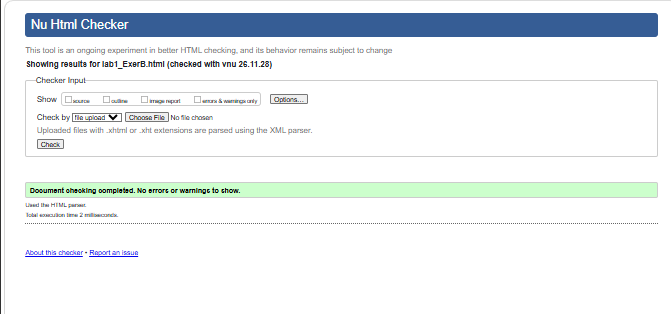 Nu Html Checker
This tool is an ongoing experiment in better HTML checking, and its behavior remains subject to change
Showing results for lab1_ExerB.html (checked with vnu 26.11.28)
Checker Input
Show source outline image report errors & warnings only Options...
Check by file upload Choose File No file chosen
Uploaded files with .xhtml or .xht extensions are parsed using the XML parser.
Check
Document checking completed. No errors or warnings to show.
Used the HTML parser.
Total execution time 2 milliseconds.
About this checker • Report an issue